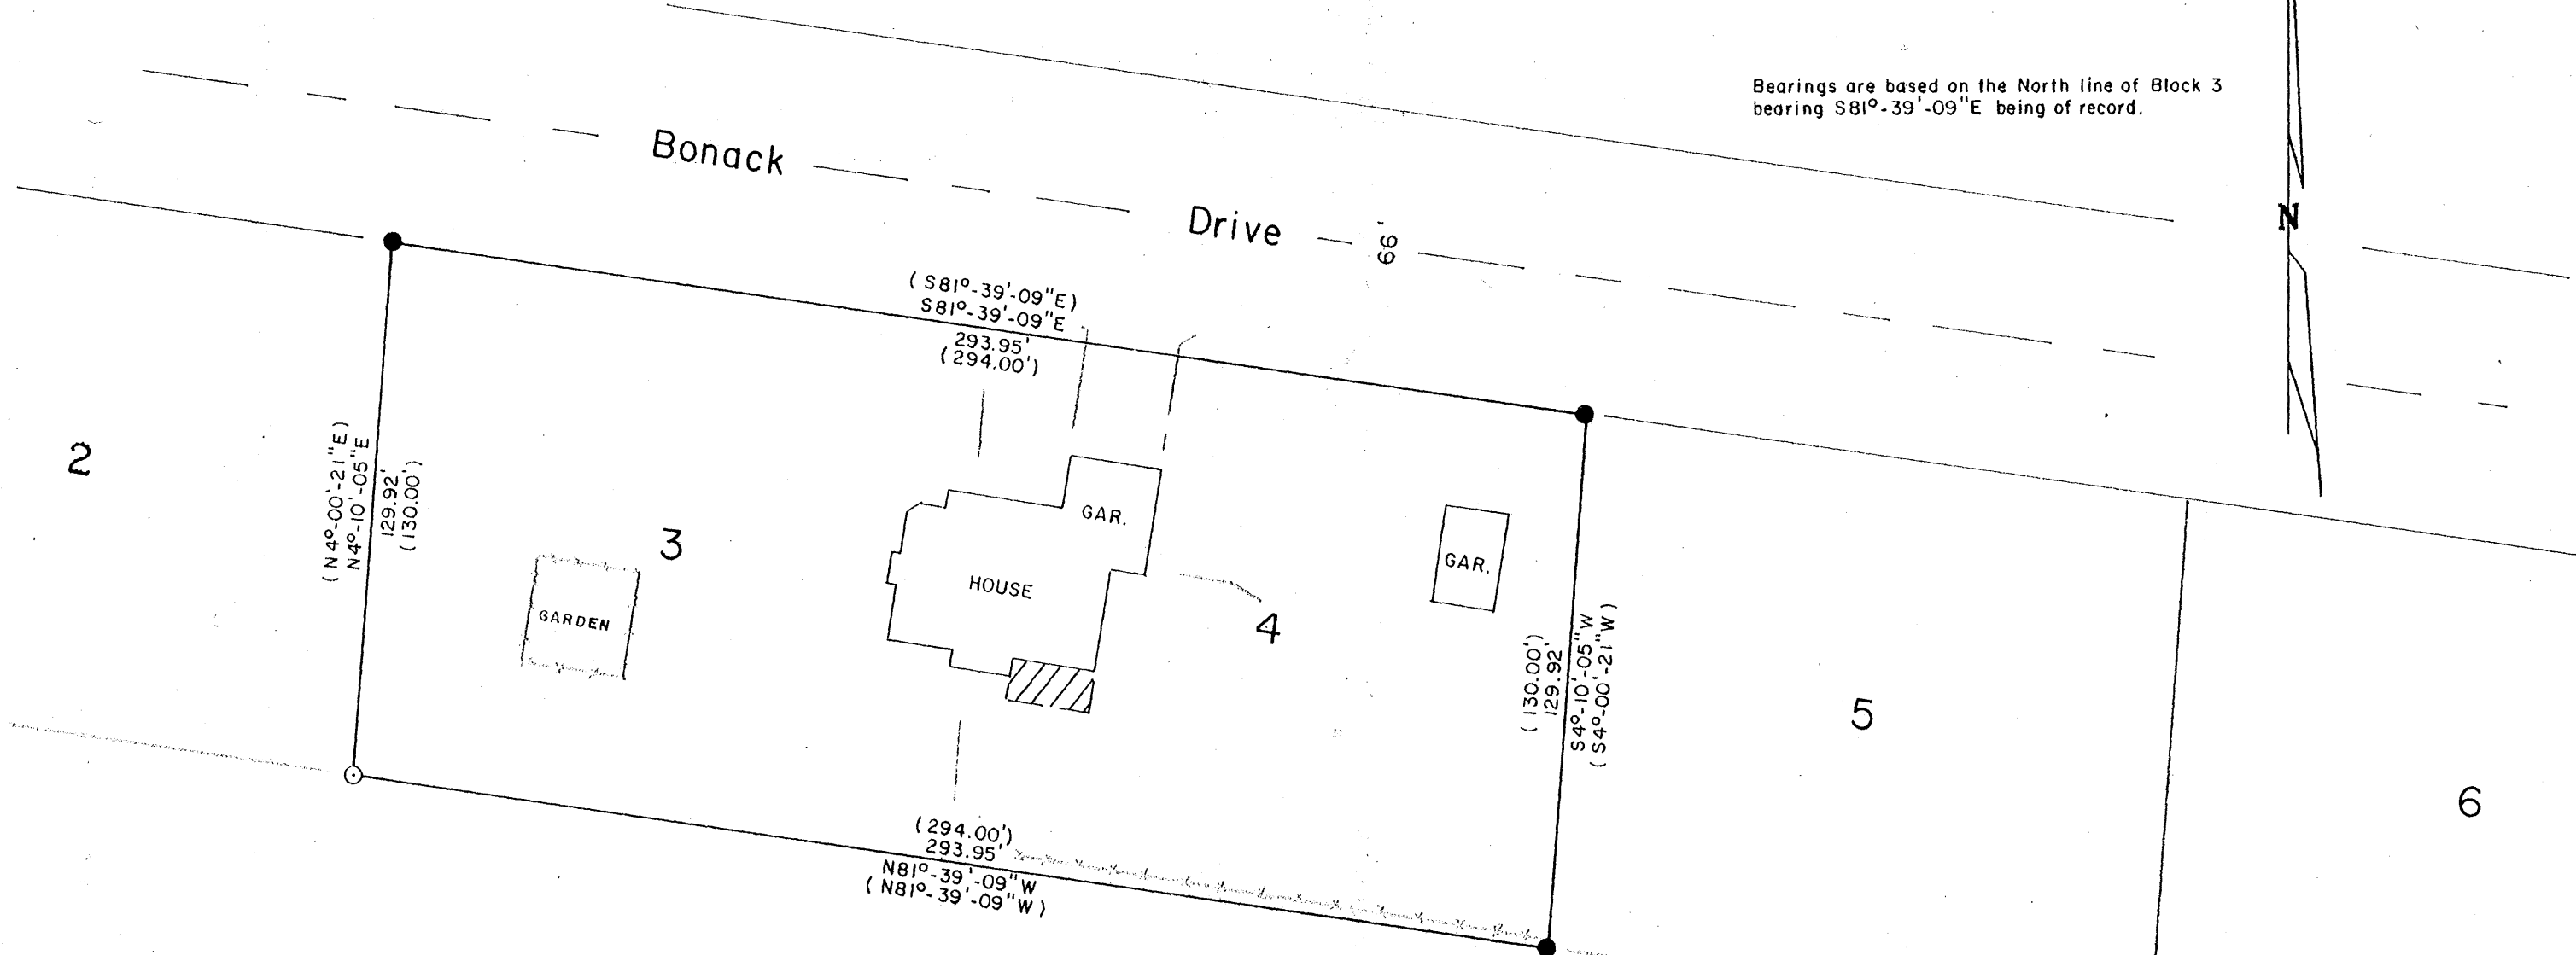 Bearings are based on the North line of Block 3
bearing S81°-39'-09"E being of record.
Bonack Drive
66'
N
(S81°-39'-09"E)
S81°-39'-09"E
293.95'
(294.00')
2
(N4°-00'-21"E)
N4°-10'-05"E
129.92'
(130.00')
3
GAR.
GAR.
HOUSE
GARDEN
4
(130.00')
129.92'
S4°-10'-05"W
(S4°-00'-21"W)
5
6
(294.00')
293.95'
N81°-39'-09"W
(N81°-39'-09"W)